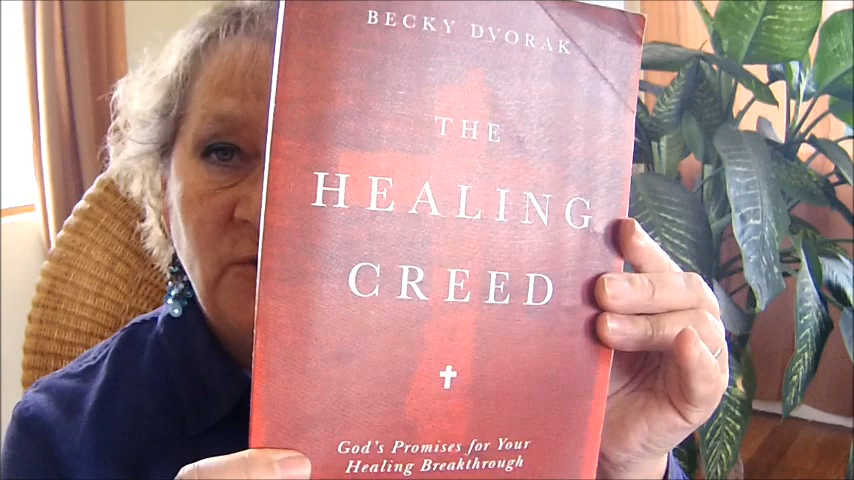 BECKY DVORAK
THE
HEALING
CREED
God's Promises for Your
Healing Breakthrough